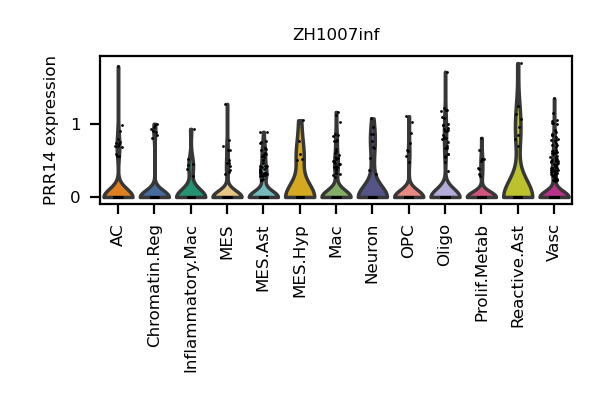 ZH1007inf
PRR14 expression
1
0
AC
Chromatin.Reg
Inflammatory.Mac
MES
MES.Ast
MES.Hyp
Mac
Neuron
OPC
Oligo
Prolif.Metab
Reactive.Ast
Vasc